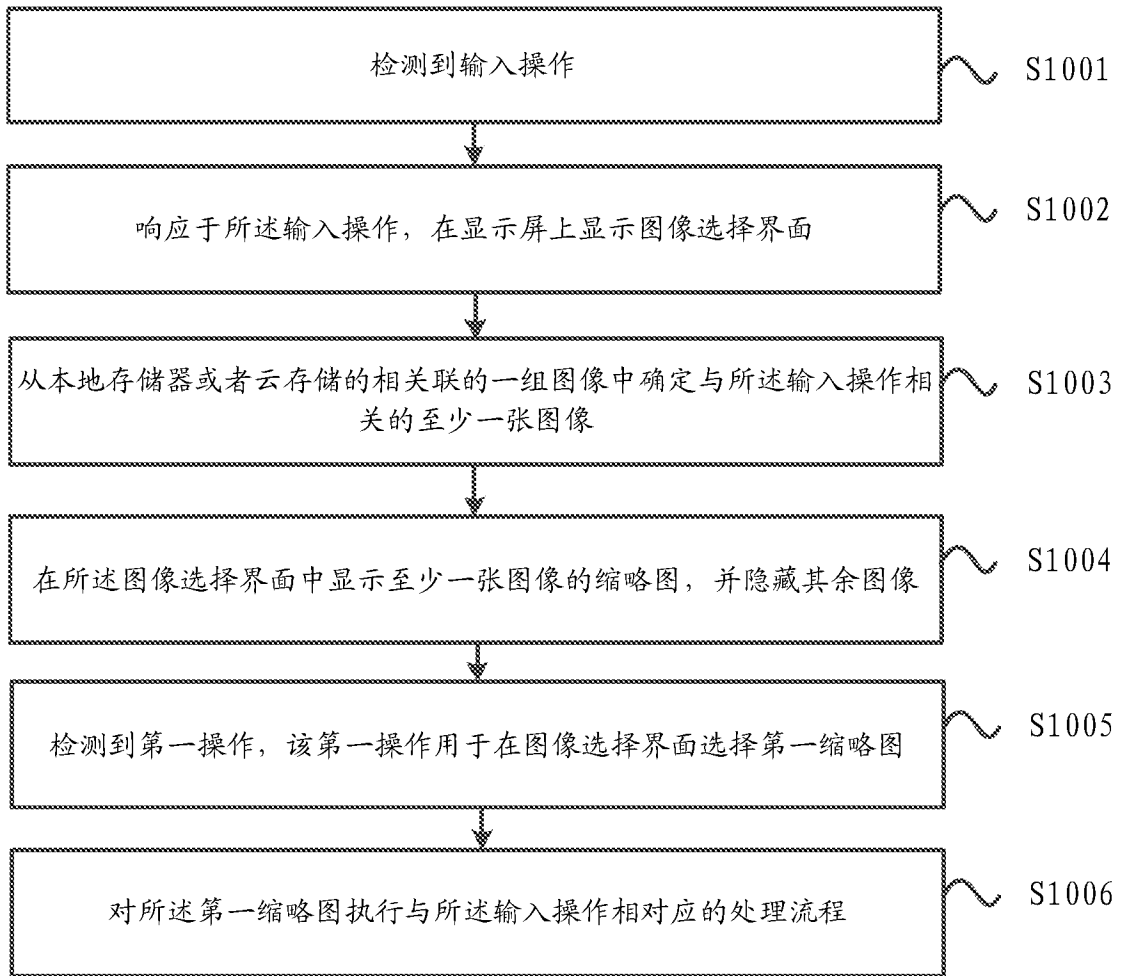 检测到输入操作
S1001
响应于所述输入操作，在显示屏上显示图像选择界面
S1002
从本地存储器或者云存储的相关联的一组图像中确定与所述输入操作相
关的至少一张图像
S1003
在所述图像选择界面中显示至少一张图像的缩略图，并隐藏其余图像
S1004
检测到第一操作，该第一操作用于在图像选择界面选择第一缩略图
S1005
对所述第一缩略图执行与所述输入操作相对应的处理流程
S1006